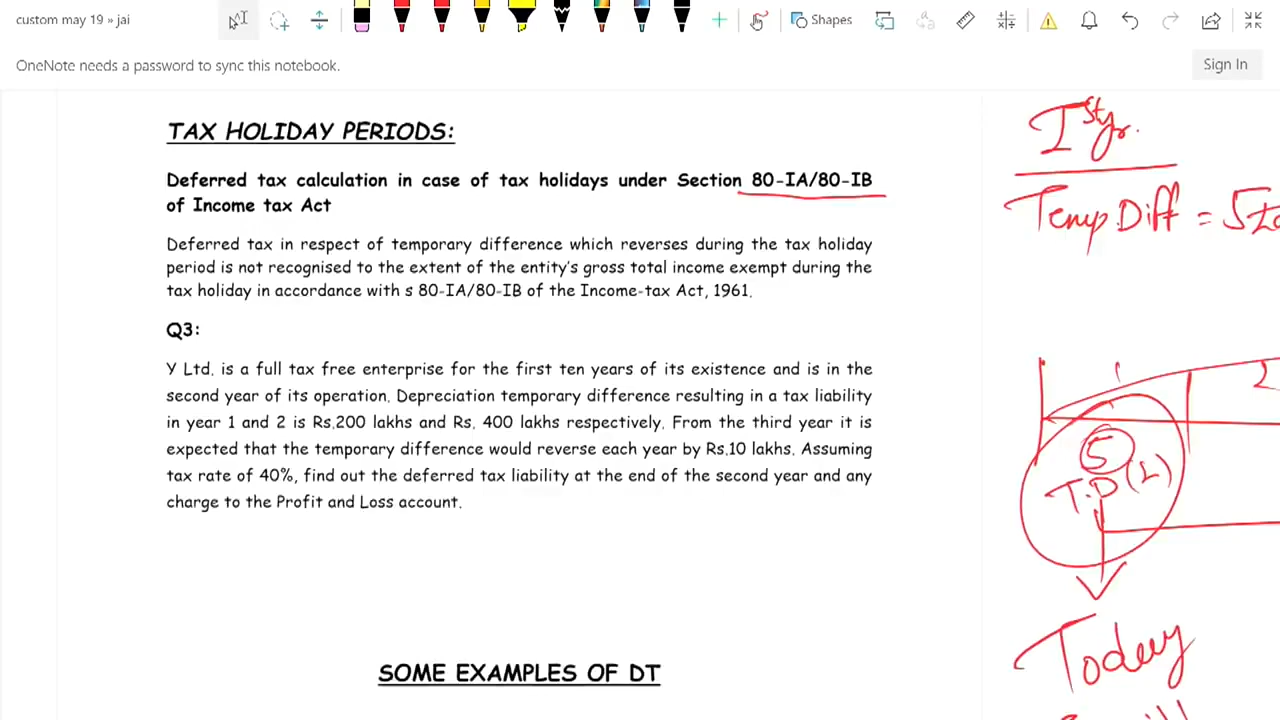 custom may 19 » jai
Shapes
OneNote needs a password to sync this notebook.
Sign In
TAX HOLIDAY PERIODS:
Deferred tax calculation in case of tax holidays under Section 80-IA/80-IB
of Income tax Act
Deferred tax in respect of temporary difference which reverses during the tax holiday
period is not recognised to the extent of the entity's gross total income exempt during the
tax holiday in accordance with s 80-IA/80-IB of the Income-tax Act, 1961.
Q3:
Y Ltd. is a full tax free enterprise for the first ten years of its existence and is in the
second year of its operation. Depreciation temporary difference resulting in a tax liability
in year 1 and 2 is Rs.200 lakhs and Rs. 400 lakhs respectively. From the third year it is
expected that the temporary difference would reverse each year by Rs.10 lakhs. Assuming
tax rate of 40%, find out the deferred tax liability at the end of the second year and any
charge to the Profit and Loss account.
SOME EXAMPLES OF DT
Ist yr.
Temp. Diff = 5
1 2
5
T.D (L)
Today